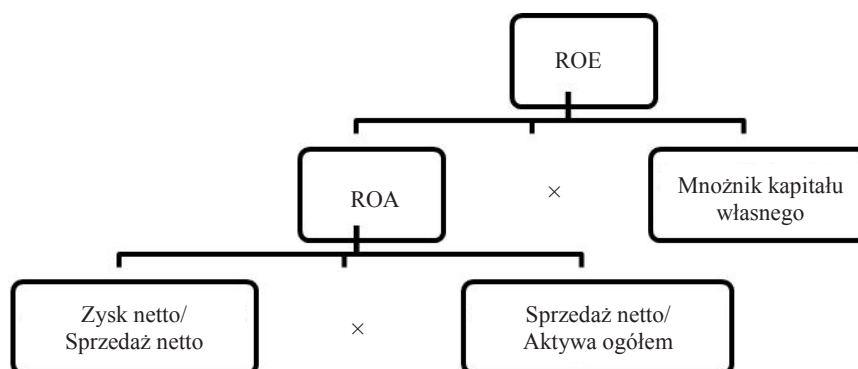 ROE
ROA
×
Mnożnik kapitału
własnego
Zysk netto/
Sprzedaż netto
×
Sprzedaż netto/
Aktywa ogółem